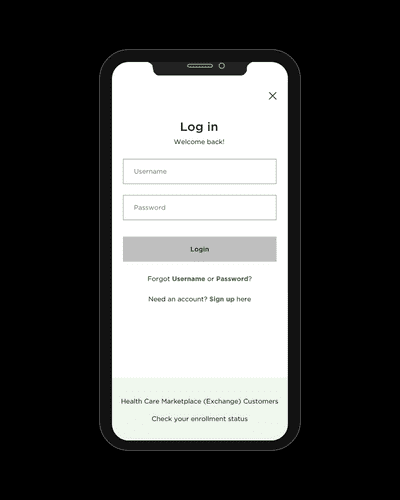 Log in
Welcome back!
Username
Password
Login
Forgot Username or Password?
Need an account? Sign up here
Health Care Marketplace (Exchange) Customers
Check your enrollment status